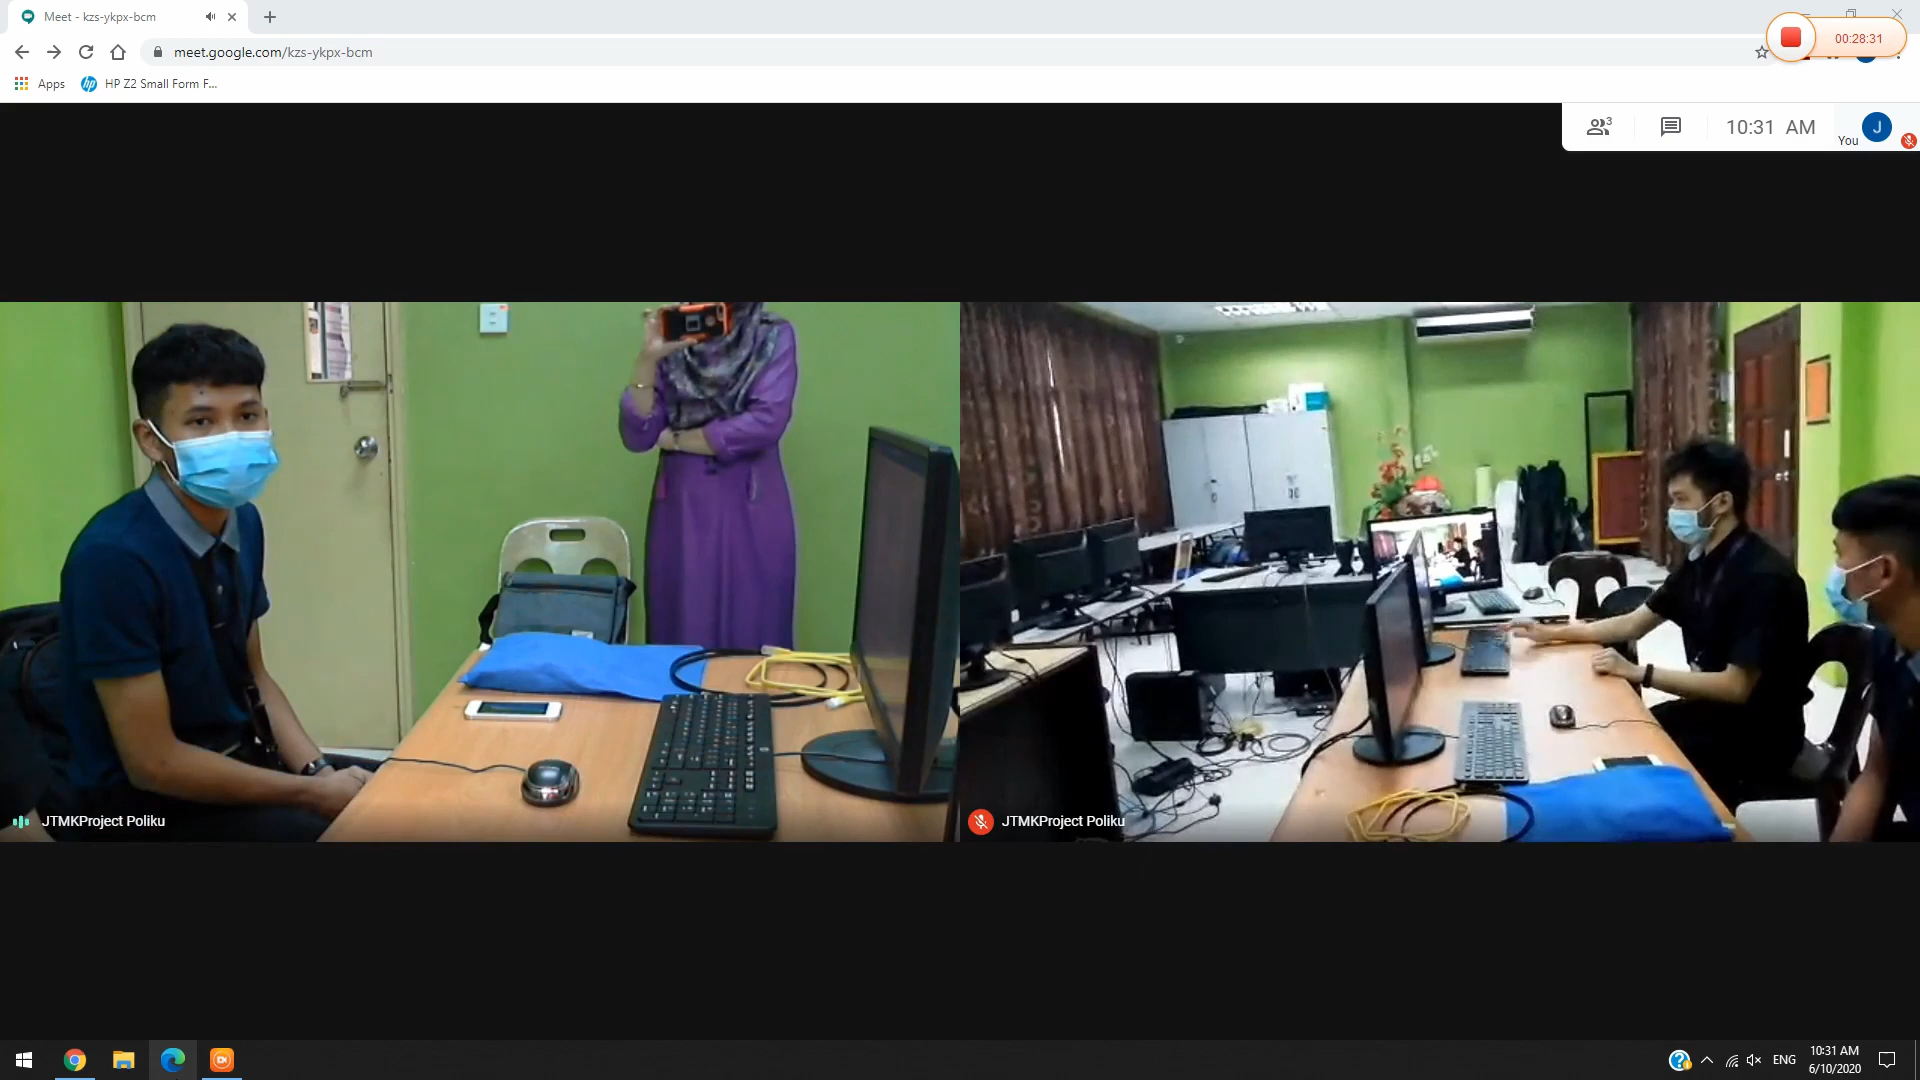 Meet - kzs-ykpx-bcm
meet.google.com/kzs-ykpx-bcm
00:28:31
Apps
hp
HP Z2 Small Form F...
3
10:31 AM
You
J
JTMKProject Poliku
JTMKProject Poliku
ENG
10:31 AM
6/10/2020